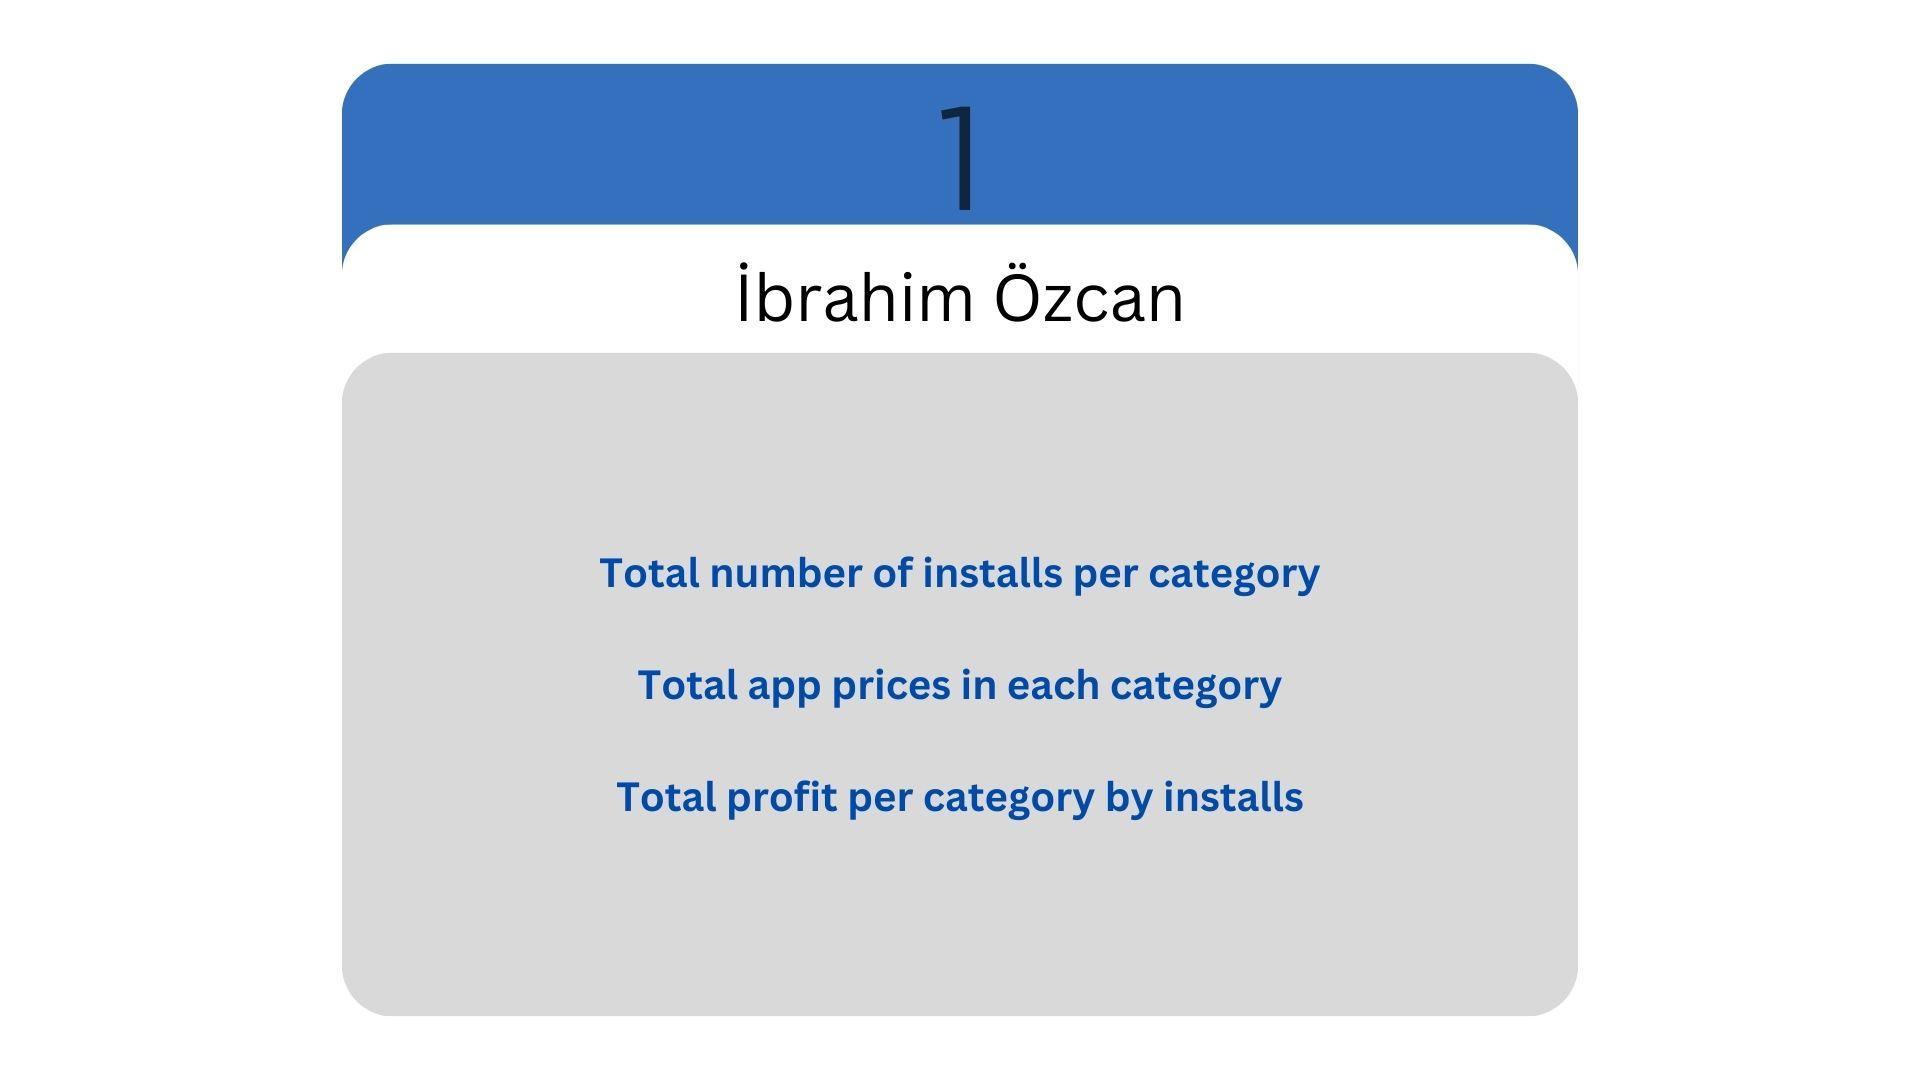 1
İbrahim Özcan
Total number of installs per category
Total app prices in each category
Total profit per category by installs